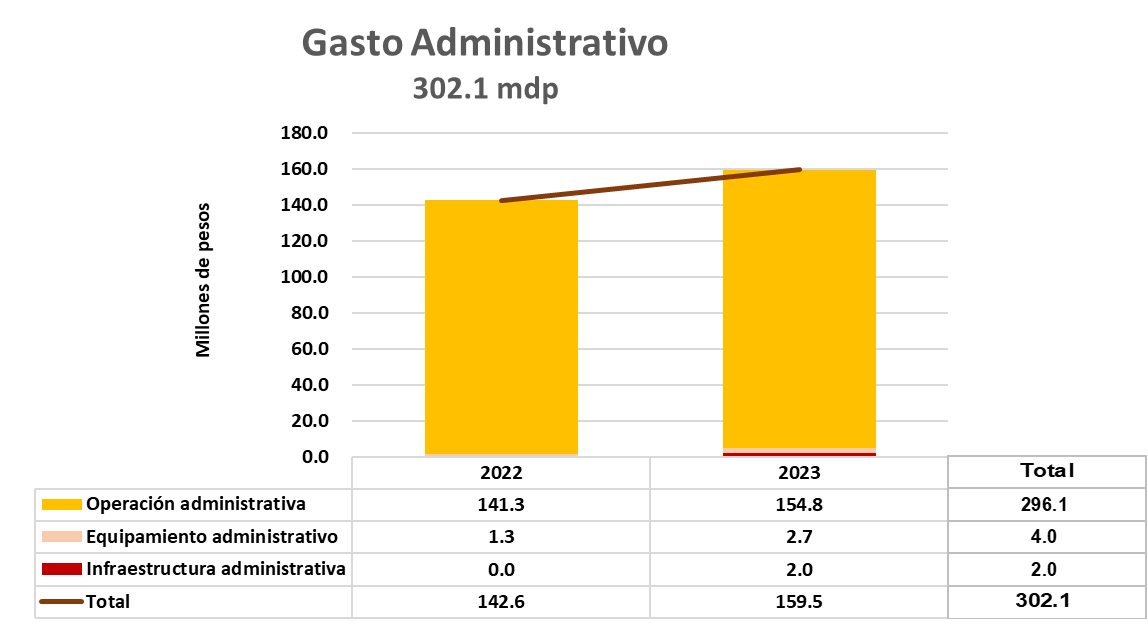 Gasto Administrativo
302.1 mdp
Millones de pesos
180.0
160.0
140.0
120.0
100.0
80.0
60.0
40.0
20.0
0.0
2022 2023 Total
Operación administrativa 141.3 154.8 296.1
Equipamiento administrativo 1.3 2.7 4.0
Infraestructura administrativa 0.0 2.0 2.0
Total 142.6 159.5 302.1